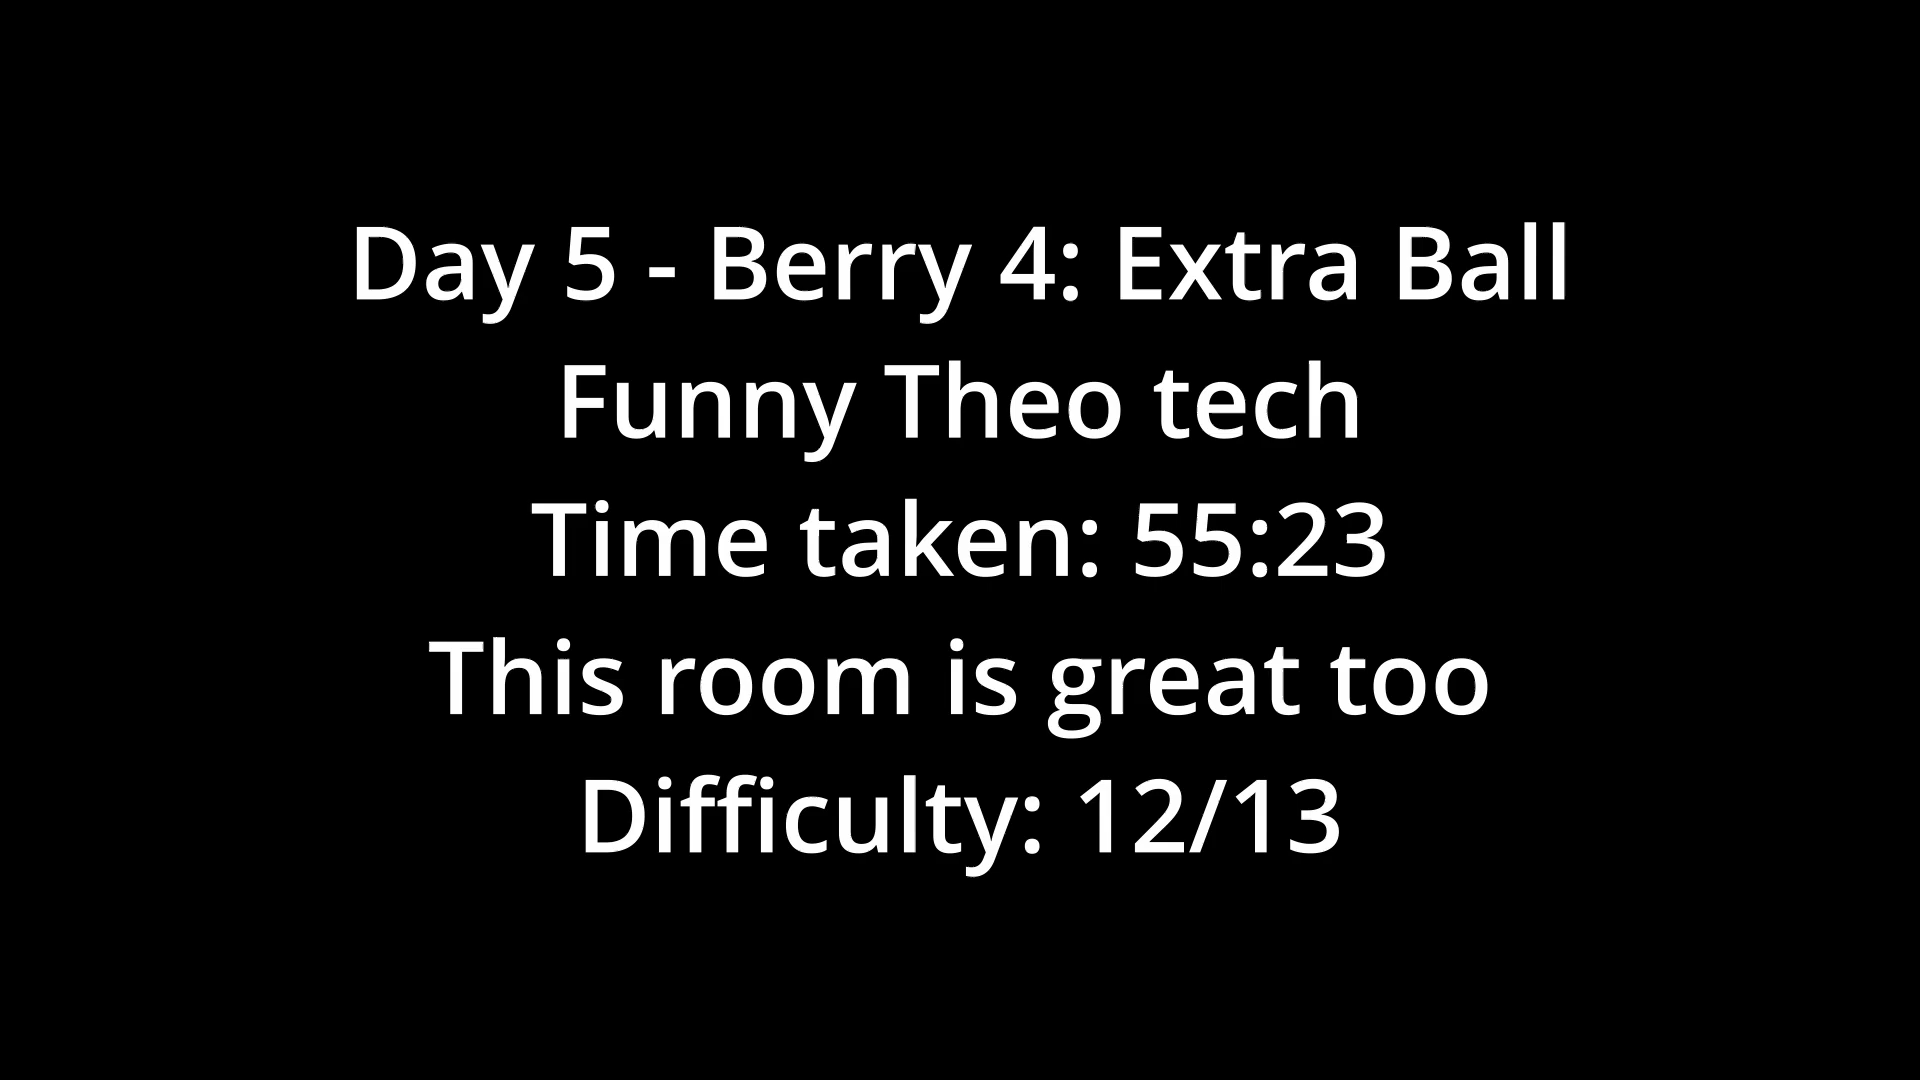 Day 5 - Berry 4: Extra Ball
Funny Theo tech
Time taken: 55:23
This room is great too
Difficulty: 12/13